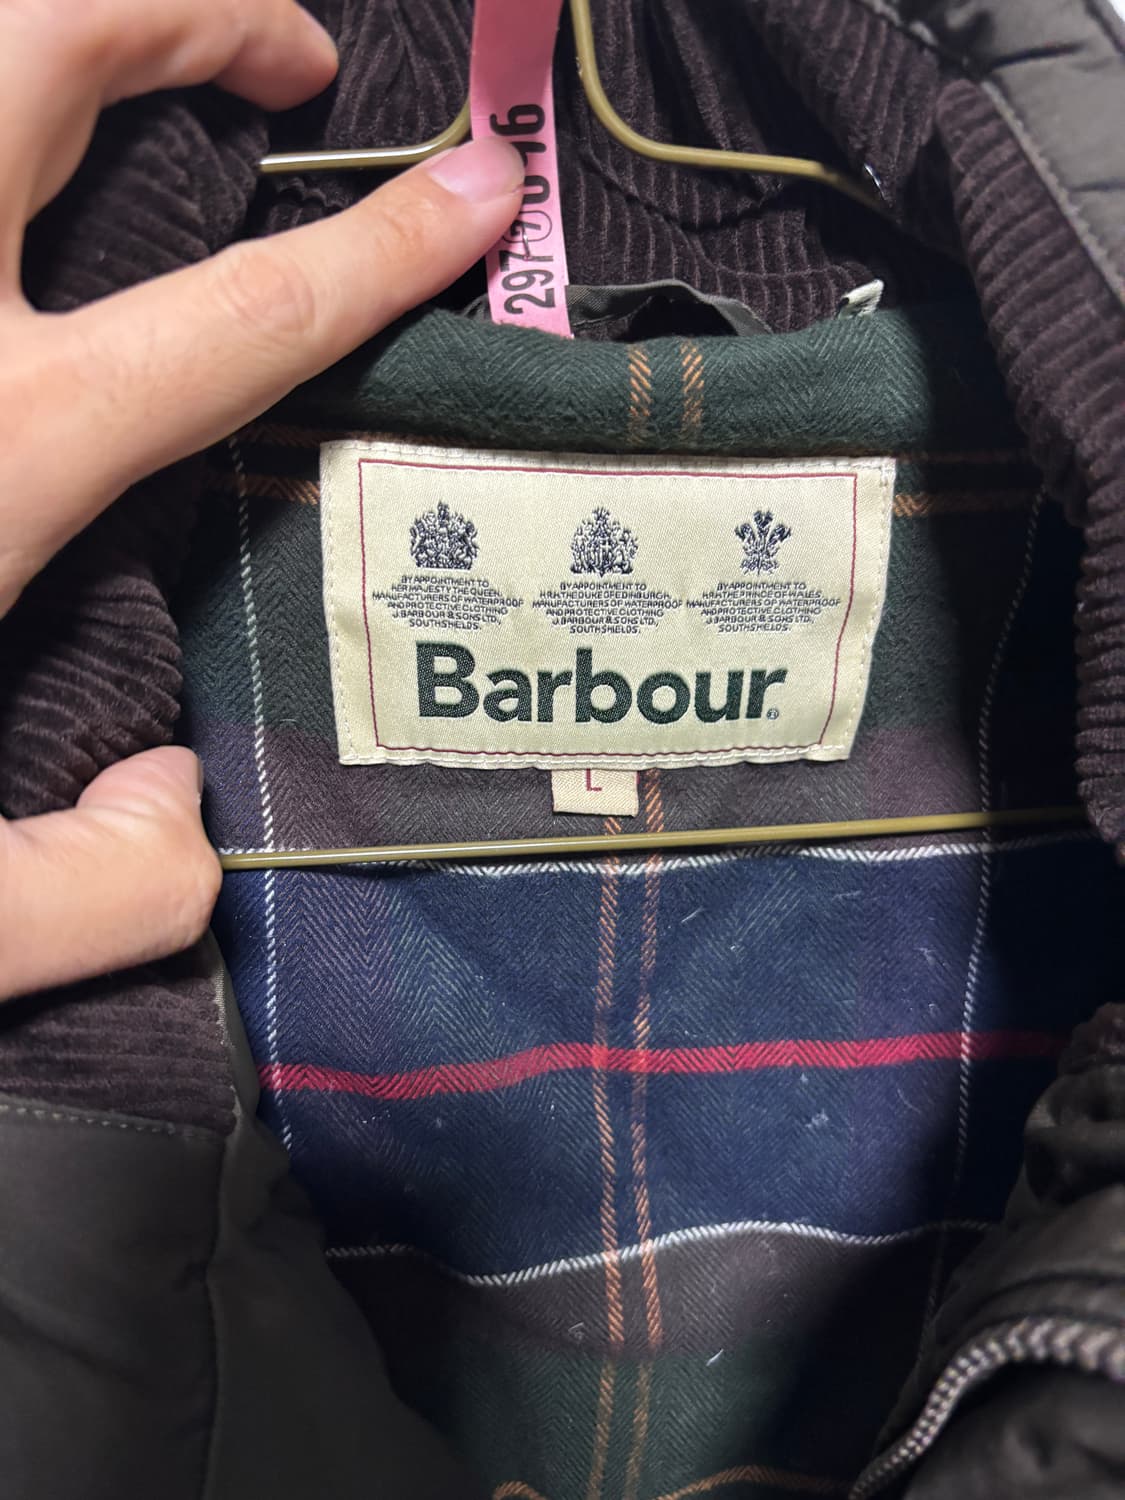 297
BY APPOINTMENT TO
HER MAJESTY THE QUEEN
MANUFACTURERS OF WATERPROOF
AND PROTECTIVE CLOTHING
J.BARBOUR & SONS LTD,
SOUTH SHIELDS.
BY APPOINTMENT TO
H.R.H. THE DUKE OF EDINBURGH
MANUFACTURERS OF WATERPROOF
AND PROTECTIVE CLOTHING
J.BARBOUR & SONS LTD,
SOUTH SHIELDS.
BY APPOINTMENT TO
H.R.H. THE PRINCE OF WALES
MANUFACTURERS OF WATERPROOF
AND PROTECTIVE CLOTHING
J.BARBOUR & SONS LTD.
SOUTH SHIELDS.
Barbour®
L